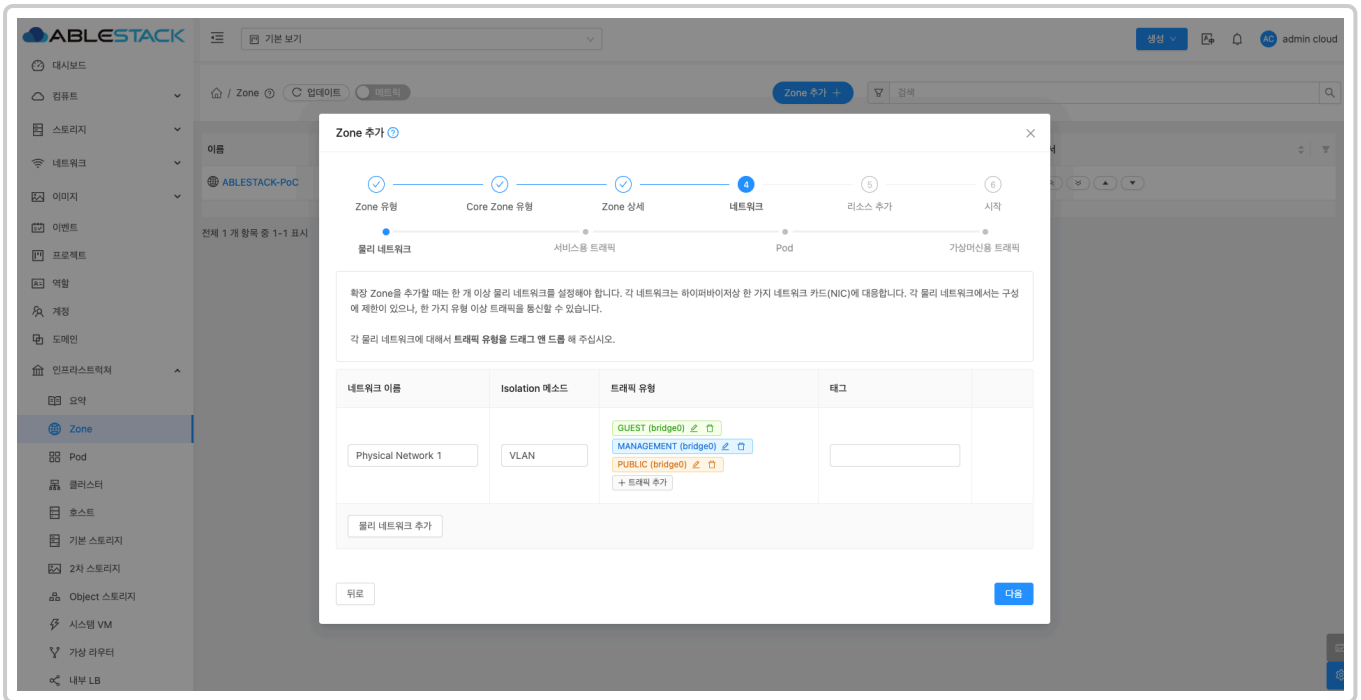 ABLESTACK
기본 보기
생성
AC admin cloud
대시보드
컴퓨트
스토리지
네트워크
이미지
이벤트
프로젝트
역할
계정
도메인
인프라스트럭쳐
요약
Zone
Pod
클러스터
호스트
기본 스토리지
2차 스토리지
Object 스토리지
시스템 VM
가상 라우터
내부 LB
/ Zone
업데이트
메트릭
Zone 추가 +
검색
이름
ABLESTACK-PoC
전체 1 개 항목 중 1-1 표시
Zone 추가
Zone 유형
Core Zone 유형
Zone 상세
4
네트워크
5
리소스 추가
6
시작
물리 네트워크
서비스용 트래픽
Pod
가상머신용 트래픽
확장 Zone을 추가할 때는 한 개 이상 물리 네트워크를 설정해야 합니다. 각 네트워크는 하이퍼바이저상 한 가지 네트워크 카드(NIC)에 대응합니다. 각 물리 네트워크에서는 구성
에 제한이 있으나, 한 가지 유형 이상 트래픽을 통신할 수 있습니다.
각 물리 네트워크에 대해서 트래픽 유형을 드래그 앤 드롭 해 주십시오.
네트워크 이름
Isolation 메소드
트래픽 유형
태그
Physical Network 1
VLAN
GUEST (bridge0)
MANAGEMENT (bridge0)
PUBLIC (bridge0)
+ 트래픽 추가
물리 네트워크 추가
뒤로
다음